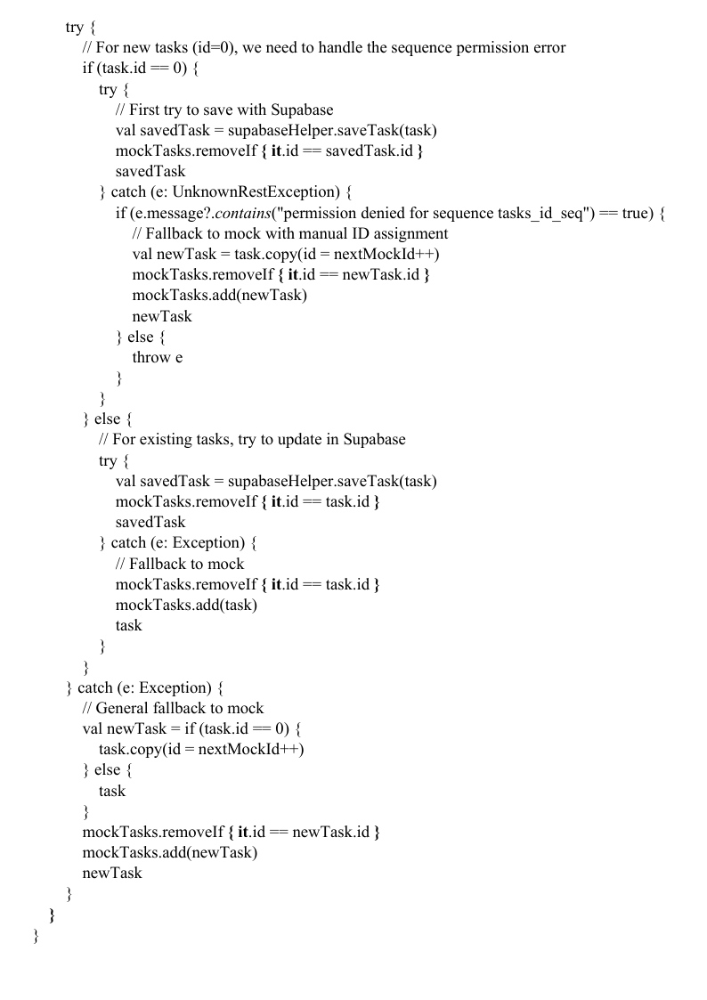 try {
// For new tasks (id=0), we need to handle the sequence permission error
if (task.id == 0) {
try {
// First try to save with Supabase
val savedTask = supabaseHelper.saveTask(task)
mockTasks.removeIf { it.id == savedTask.id }
savedTask
} catch (e: UnknownRestException) {
if (e.message?.contains("permission denied for sequence tasks_id_seq") == true) {
// Fallback to mock with manual ID assignment
val newTask = task.copy(id = nextMockId++)
mockTasks.removeIf { it.id == newTask.id }
mockTasks.add(newTask)
newTask
} else {
throw e
}
}
} else {
// For existing tasks, try to update in Supabase
try {
val savedTask = supabaseHelper.saveTask(task)
mockTasks.removeIf { it.id == task.id }
savedTask
} catch (e: Exception) {
// Fallback to mock
mockTasks.removeIf { it.id == task.id }
mockTasks.add(task)
task
}
}
} catch (e: Exception) {
// General fallback to mock
val newTask = if (task.id == 0) {
task.copy(id = nextMockId++)
} else {
task
}
mockTasks.removeIf { it.id == newTask.id }
mockTasks.add(newTask)
newTask
}
}
}